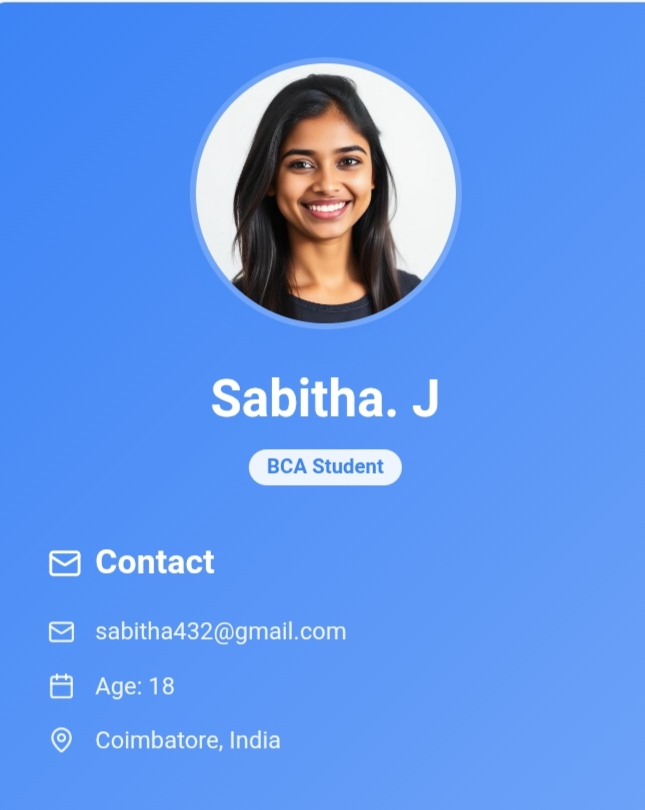 Sabitha. J
BCA Student
Contact
sabitha432@gmail.com
Age: 18
Coimbatore, India